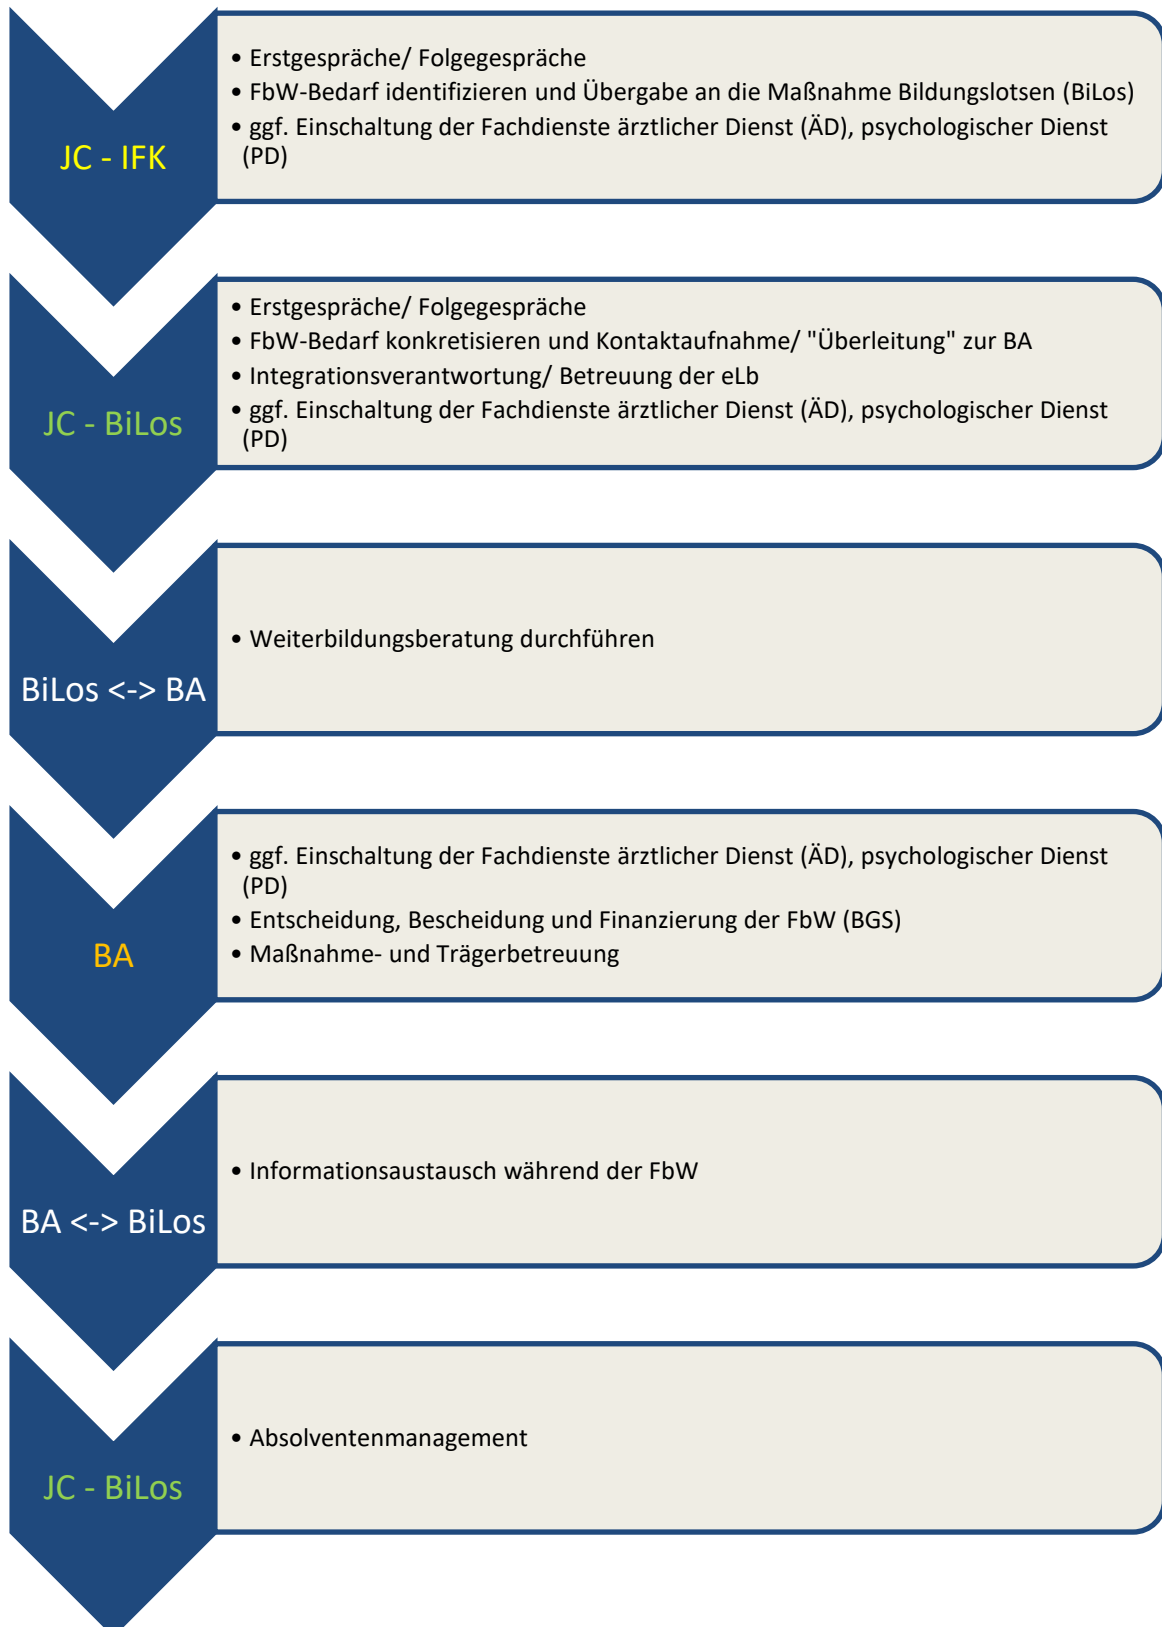 JC - IFK
• Erstgespräche/ Folgegespräche
• FbW-Bedarf identifizieren und Übergabe an die Maßnahme Bildungslotsen (BiLos)
• ggf. Einschaltung der Fachdienste ärztlicher Dienst (ÄD), psychologischer Dienst
(PD)
JC - BiLos
• Erstgespräche/ Folgegespräche
• FbW-Bedarf konkretisieren und Kontaktaufnahme/ "Überleitung" zur BA
• Integrationsverantwortung/ Betreuung der eLb
• ggf. Einschaltung der Fachdienste ärztlicher Dienst (ÄD), psychologischer Dienst
(PD)
BiLos <-> BA
• Weiterbildungsberatung durchführen
BA
• ggf. Einschaltung der Fachdienste ärztlicher Dienst (ÄD), psychologischer Dienst
(PD)
• Entscheidung, Bescheidung und Finanzierung der FbW (BGS)
• Maßnahme- und Trägerbetreuung
BA <-> BiLos
• Informationsaustausch während der FbW
JC - BiLos
• Absolventenmanagement